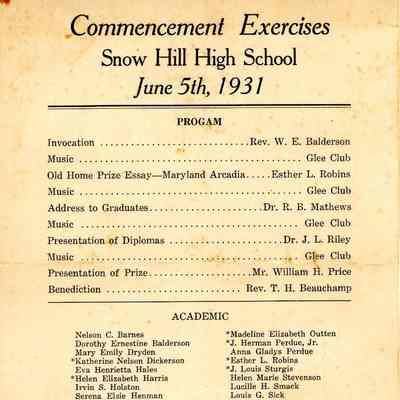 Commencement Exercises
Snow Hill High School
June 5th, 1931
PROGAM
Invocation ............................ Rev. W. E. Balderson
Music ............................................ Glee Club
Old Home Prize Essay—Maryland Arcadia..... Esther L. Robins
Music ............................................ Glee Club
Address to Graduates...................... Dr. R. B. Mathews
Music ............................................ Glee Club
Presentation of Diplomas ..................... Dr. J. L. Riley
Music ............................................ Glee Club
Presentation of Prize.................... Mr. William H. Price
Benediction ........................... Rev. T. H. Beauchamp
ACADEMIC
Nelson C. Barnes
Dorothy Ernestine Balderson
Mary Emily Dryden
*Katherine Nelson Dickerson
Eva Henrietta Hales
*Helen Elizabeth Harris
Irvin S. Holston
Serena Elsie Henman
*Madeline Elizabeth Outten
*J. Herman Perdue, Jr.
Anna Gladys Perdue
*Esther L. Robins
*J. Louis Sturgis
Helen Marie Stevenson
Lucille H. Smack
Louis G. Sick